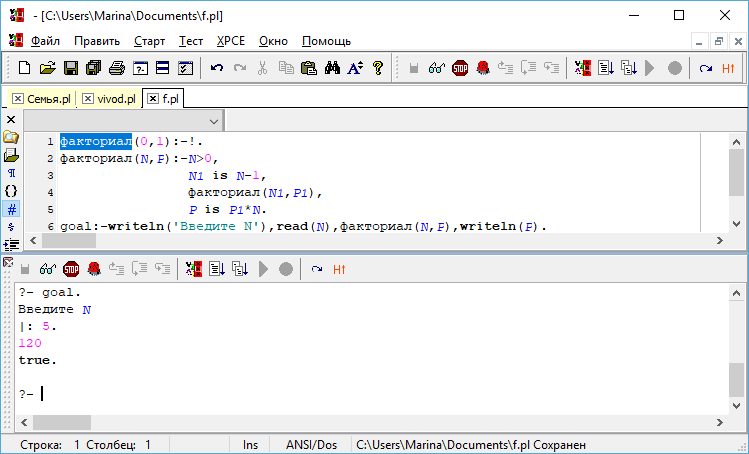 - [C:\Users\Marina\Documents\f.pl]
Файл Править Старт Тест XPCE Окно Помощь
Семья.pl vivod.pl f.pl
1 факториал(0,1):-!.
2 факториал(N,P):-N>0,
3 N1 is N-1,
4 факториал(N1,P1),
5 P is P1*N.
6 goal:-writeln('Введите N'),read(N),факториал(N,P),writeln(P).
?- goal.
Введите N
|: 5.
120
true.
?-
Строка: 1 Столбец: 1 Ins ANSI/Dos C:\Users\Marina\Documents\f.pl Сохранен